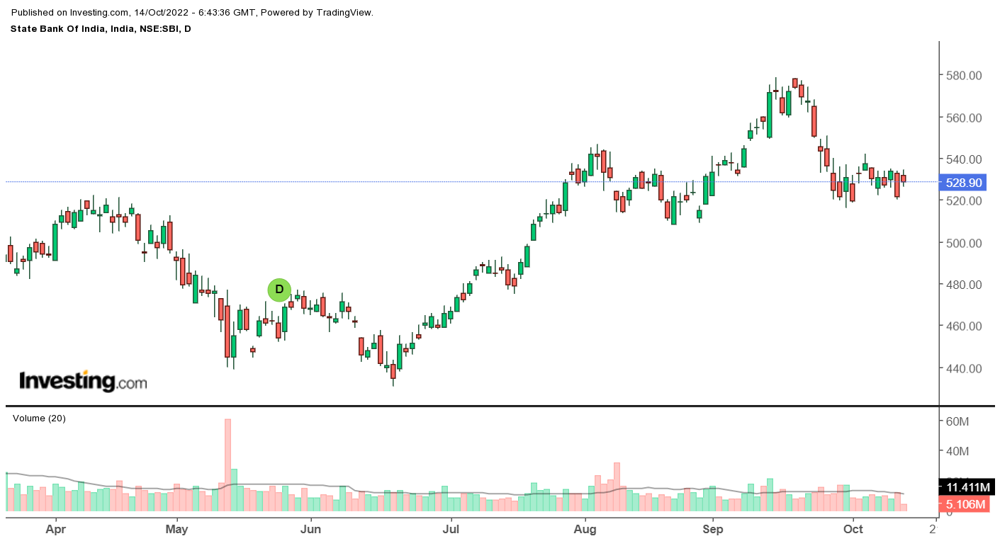 Published on Investing.com, 14/Oct/2022 - 6:43:36 GMT, Powered by TradingView.
State Bank Of India, India, NSE:SBI, D
580.00
560.00
540.00
528.90
520.00
500.00
480.00
D
460.00
440.00
Investing.com
Volume (20)
60M
40M
11.411M
5.106M
0
Apr May Jun Jul Aug Sep Oct